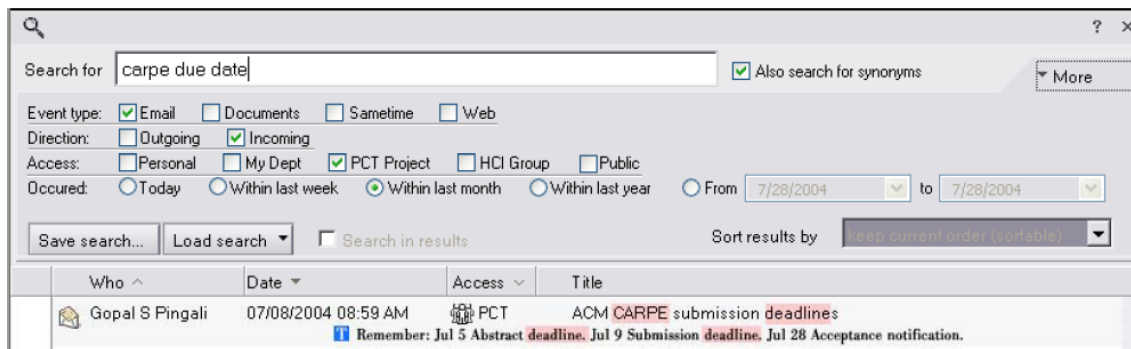 ? ×
Search for carpe due date Also search for synonyms More
Event type: Email Documents Sametime Web
Direction: Outgoing Incoming
Access: Personal My Dept PCT Project HCI Group Public
Occured: Today Within last week Within last month Within last year From 7/28/2004 to 7/28/2004
Save search... Load search Search in results Sort results by keep current order (sortable)
Who Date Access Title
Gopal S Pingali 07/08/2004 08:59 AM PCT ACM CARPE submission deadlines
T Remember: Jul 5 Abstract deadline, Jul 9 Submission deadline, Jul 28 Acceptance notification.